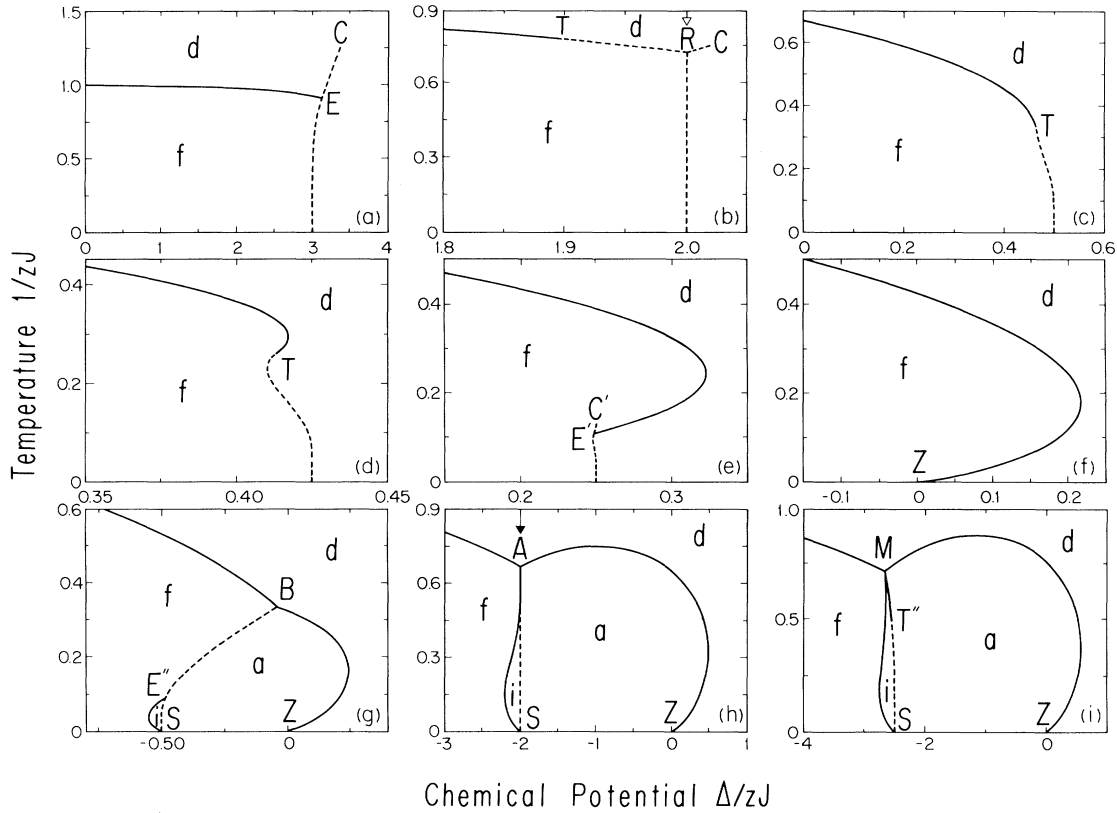 Temperature 1/zJ
1.5
1.0
0.5
0
d
f
C
E
(a)
0 1 2 3 4
0.9
0.6
0.3
0
T
d
R
C
f
(b)
1.8 1.9 2.0
0.6
0.4
0.2
0
d
f
T
(c)
0 0.2 0.4 0.6
0.4
0.2
0
d
f
T
(d)
0.35 0.40 0.45
0.4
0.2
0
d
f
C′
E′
(e)
0.2 0.3
0.4
0.2
0
d
f
Z
(f)
-0.1 0 0.1 0.2
0.6
0.4
0.2
0
d
f
B
a
E″
i
S
Z
(g)
-0.50 0
0.9
0.6
0.3
0
A
d
f
a
i
S
Z
(h)
-3 -2 -1 0 1
1.0
0.5
0
M
d
f
T″
a
i
S
Z
(i)
-4 -2 0
Chemical Potential Δ/zJ